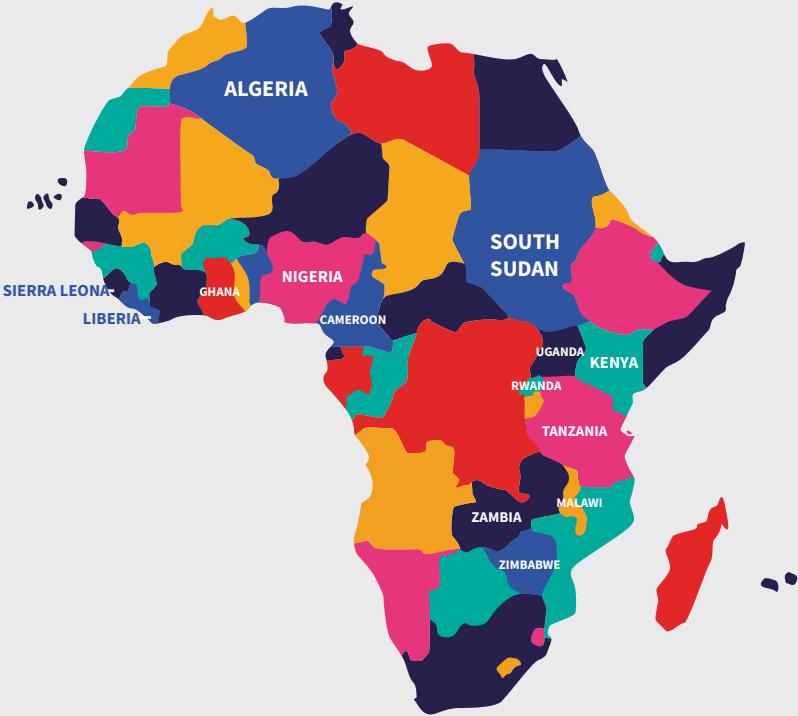 ALGERIA
SOUTH
SUDAN
NIGERIA
SIERRA LEONA
GHANA
LIBERIA
CAMEROON
UGANDA
KENYA
RWANDA
TANZANIA
MALAWI
ZAMBIA
ZIMBABWE